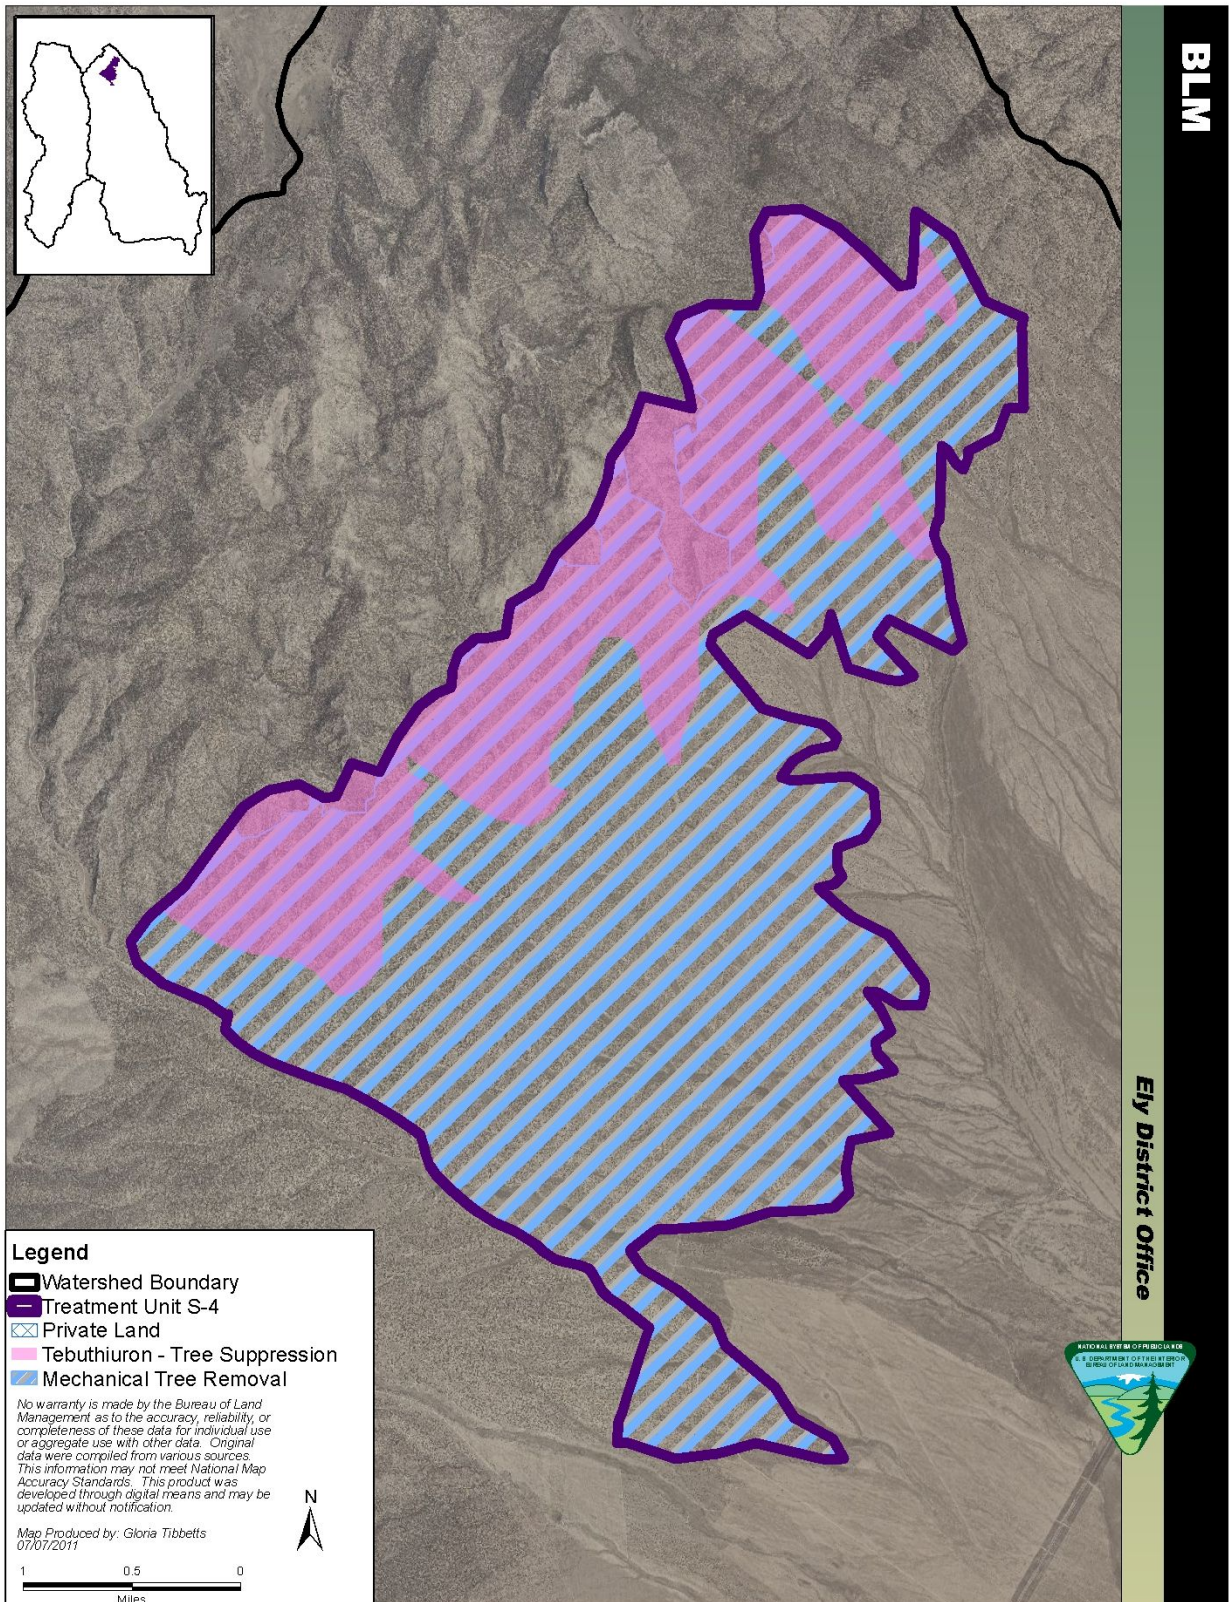 BLM
Ely District Office
NATIONAL SYSTEM OF PUBLIC LANDS
U.S. DEPARTMENT OF THE INTERIOR
BUREAU OF LAND MANAGEMENT
Legend
Watershed Boundary
Treatment Unit S-4
Private Land
Tebuthiuron - Tree Suppression
Mechanical Tree Removal
No warranty is made by the Bureau of Land
Management as to the accuracy, reliability, or
completeness of these data for individual use
or aggregate use with other data. Original
data were compiled from various sources.
This information may not meet National Map
Accuracy Standards. This product was
developed through digital means and may be
updated without notification.
Map Produced by: Gloria Tibbetts
07/07/2011
N
1 0.5 0
Miles